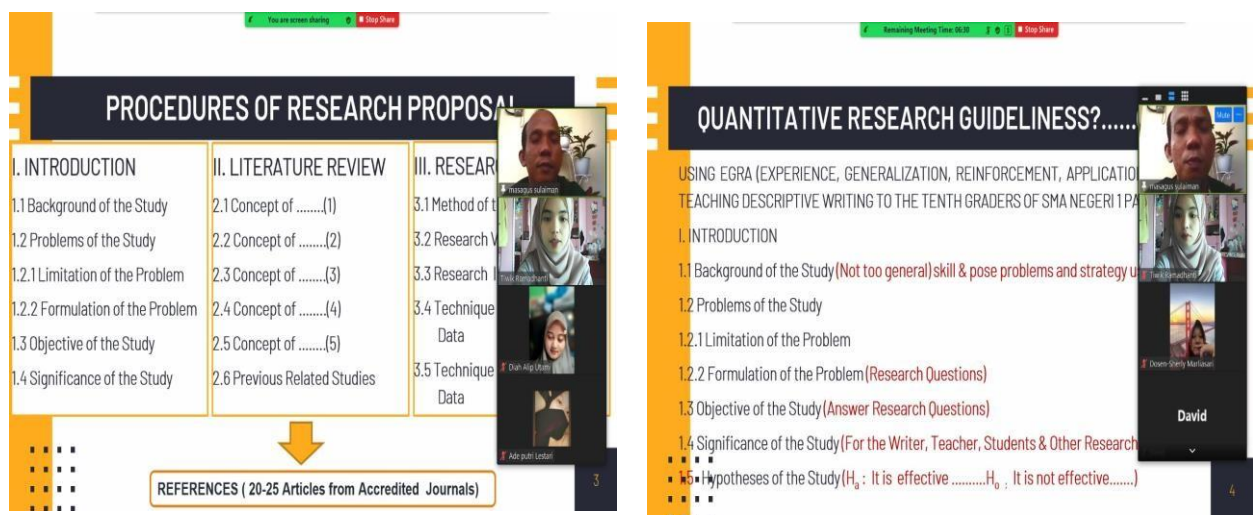 You are screen sharing
Stop Share
PROCEDURES OF RESEARCH PROPOSAL
I. INTRODUCTION
1.1 Background of the Study
1.2 Problems of the Study
1.2.1 Limitation of the Problem
1.2.2 Formulation of the Problem
1.3 Objective of the Study
1.4 Significance of the Study
II. LITERATURE REVIEW
2.1 Concept of ........(1)
2.2 Concept of ........(2)
2.3 Concept of ........(3)
2.4 Concept of ........(4)
2.5 Concept of ........(5)
2.6 Previous Related Studies
III. RESEAR
3.1 Method of t
3.2 Research V
3.3 Research
3.4 Technique
Data
3.5 Technique
Data
masagus sulaiman
Tiwik Ramadhanti
Diah Alip Utami
Ade putri Lestari
REFERENCES ( 20-25 Articles from Accredited Journals)
3
Remaining Meeting Time: 06:30
Stop Share
QUANTITATIVE RESEARCH GUIDELINESS?......
USING EGRA (EXPERIENCE, GENERALIZATION, REINFORCEMENT, APPLICATIO
TEACHING DESCRIPTIVE WRITING TO THE TENTH GRADERS OF SMA NEGERI 1 PA
I. INTRODUCTION
1.1 Background of the Study (Not too general) skill & pose problems and strategy u
1.2 Problems of the Study
1.2.1 Limitation of the Problem
1.2.2 Formulation of the Problem (Research Questions)
1.3 Objective of the Study (Answer Research Questions)
1.4 Significance of the Study (For the Writer, Teacher, Students & Other Research
1.5 Hypotheses of the Study (Ha : It is effective ..........Ho : It is not effective.......)
Mute
masagus sulaiman
Tiwik Ramadhanti
Dosen-Sherly Marliasari
David
4